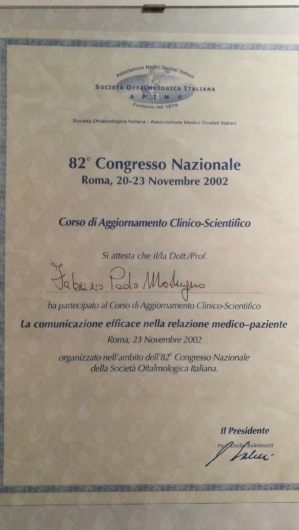 Associazione Medici Oculisti Italiani
SOCIETÀ OFTALMOLOGICA ITALIANA
A P I M O
Fondata nel 1879
Società Oftalmologica Italiana - Associazione Medici Oculisti Italiani
82° Congresso Nazionale
Roma, 20-23 Novembre 2002
Corso di Aggiornamento Clinico-Scientifico
Si attesta che il/la Dott./Prof.
Paolo
ha partecipato al Corso di Aggiornamento Clinico-Scientifico
La comunicazione efficace nella relazione medico-paziente
Roma, 23 Novembre 2002
organizzato nell'ambito dell'82° Congresso Nazionale
della Società Oftalmologica Italiana.
Il Presidente
Balestrazzi